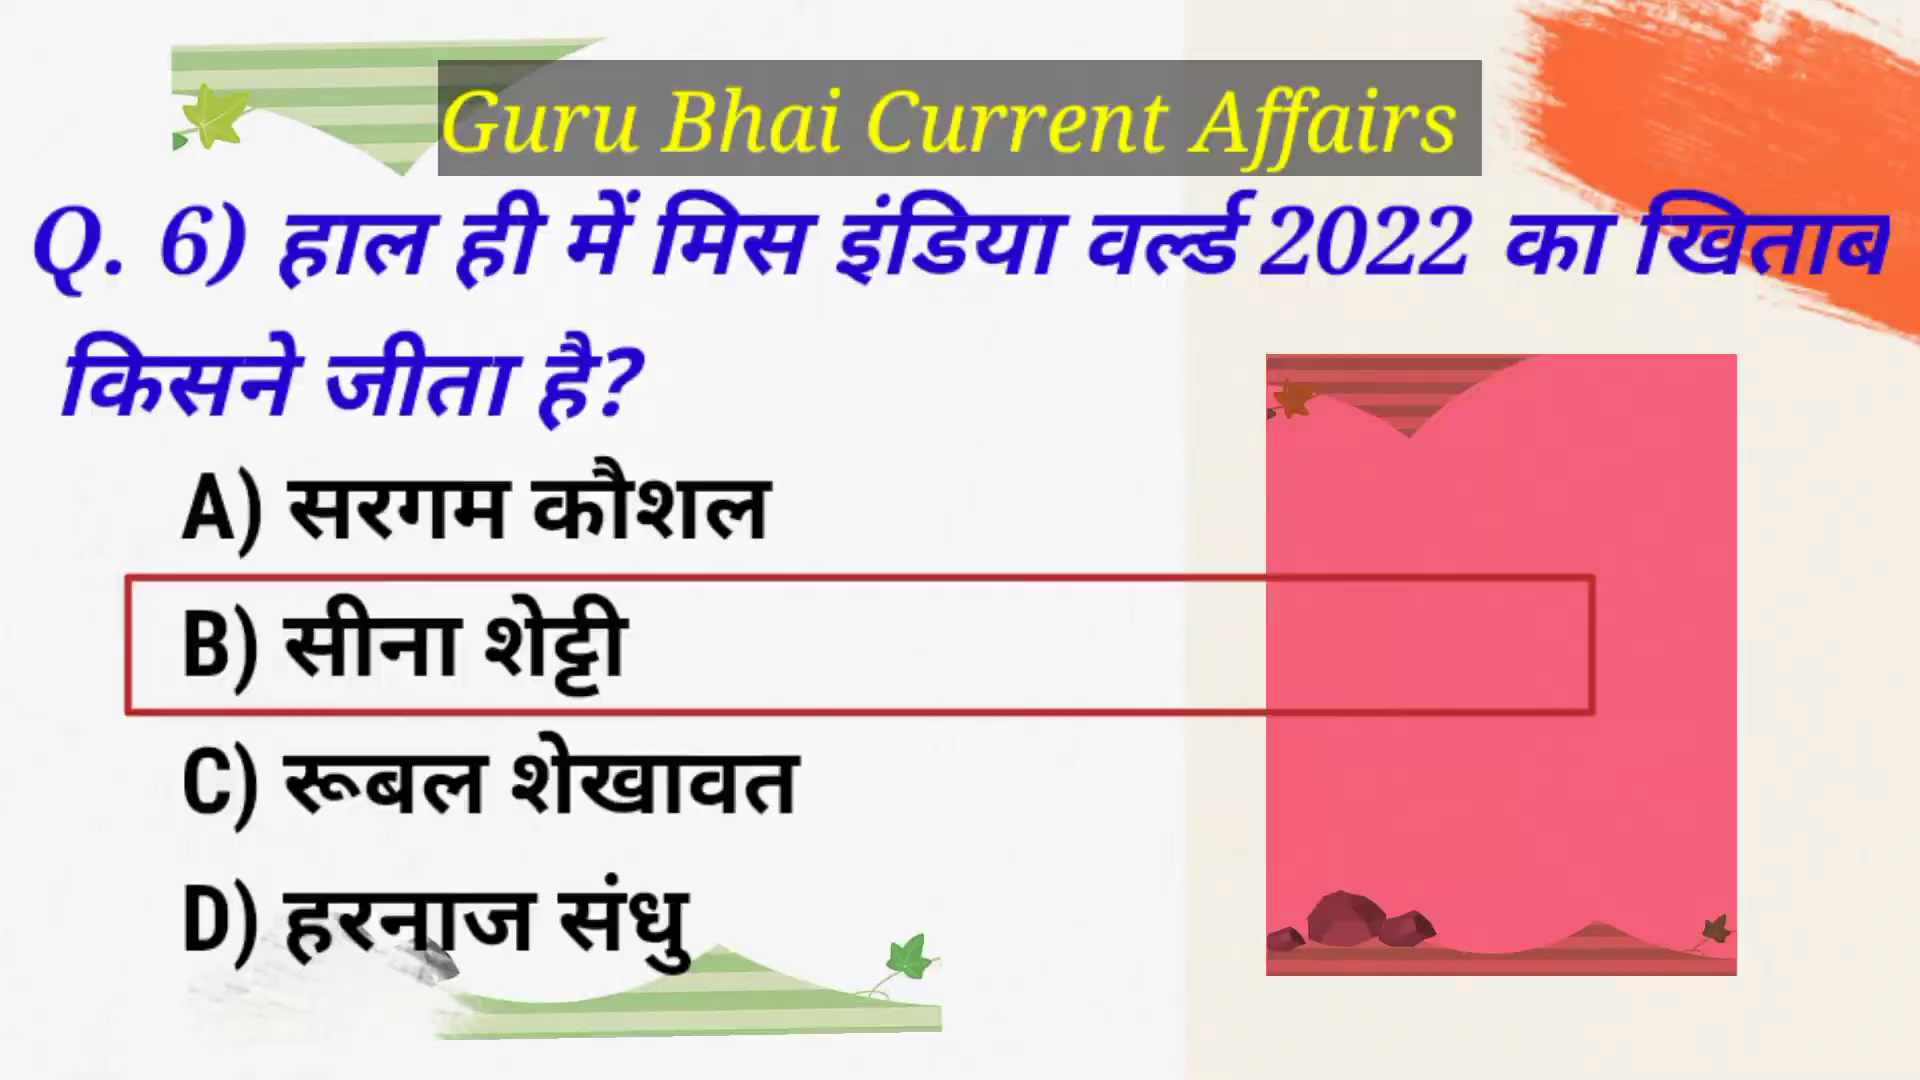 Guru Bhai Current Affairs
Q. 6) हाल ही में मिस इंडिया वर्ल्ड 2022 का खिताब
किसने जीता है?
A) सरगम कौशल
B) सीना शेट्टी
C) रूबल शेखावत
D) हरनाज संधु